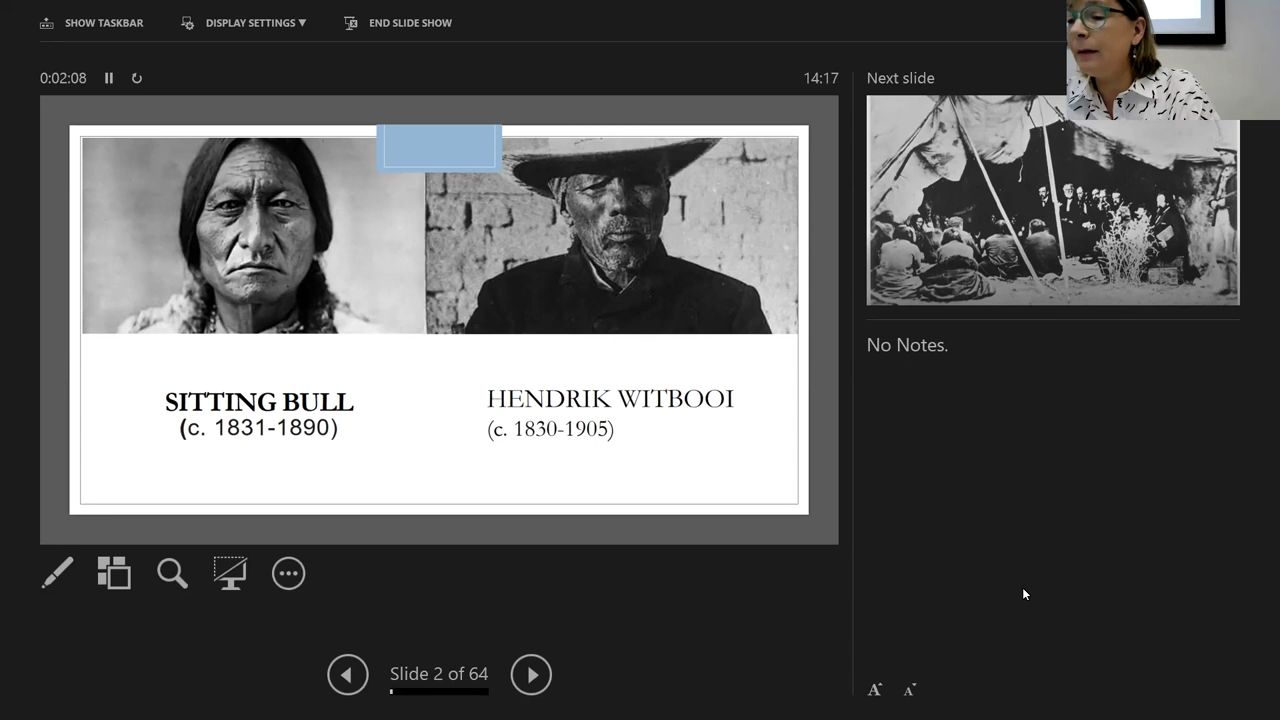 SHOW TASKBAR
DISPLAY SETTINGS ▼
END SLIDE SHOW
0:02:08
14:17
Next slide
SITTING BULL
(c. 1831-1890)
HENDRIK WITBOOI
(c. 1830-1905)
No Notes.
Slide 2 of 64
A A